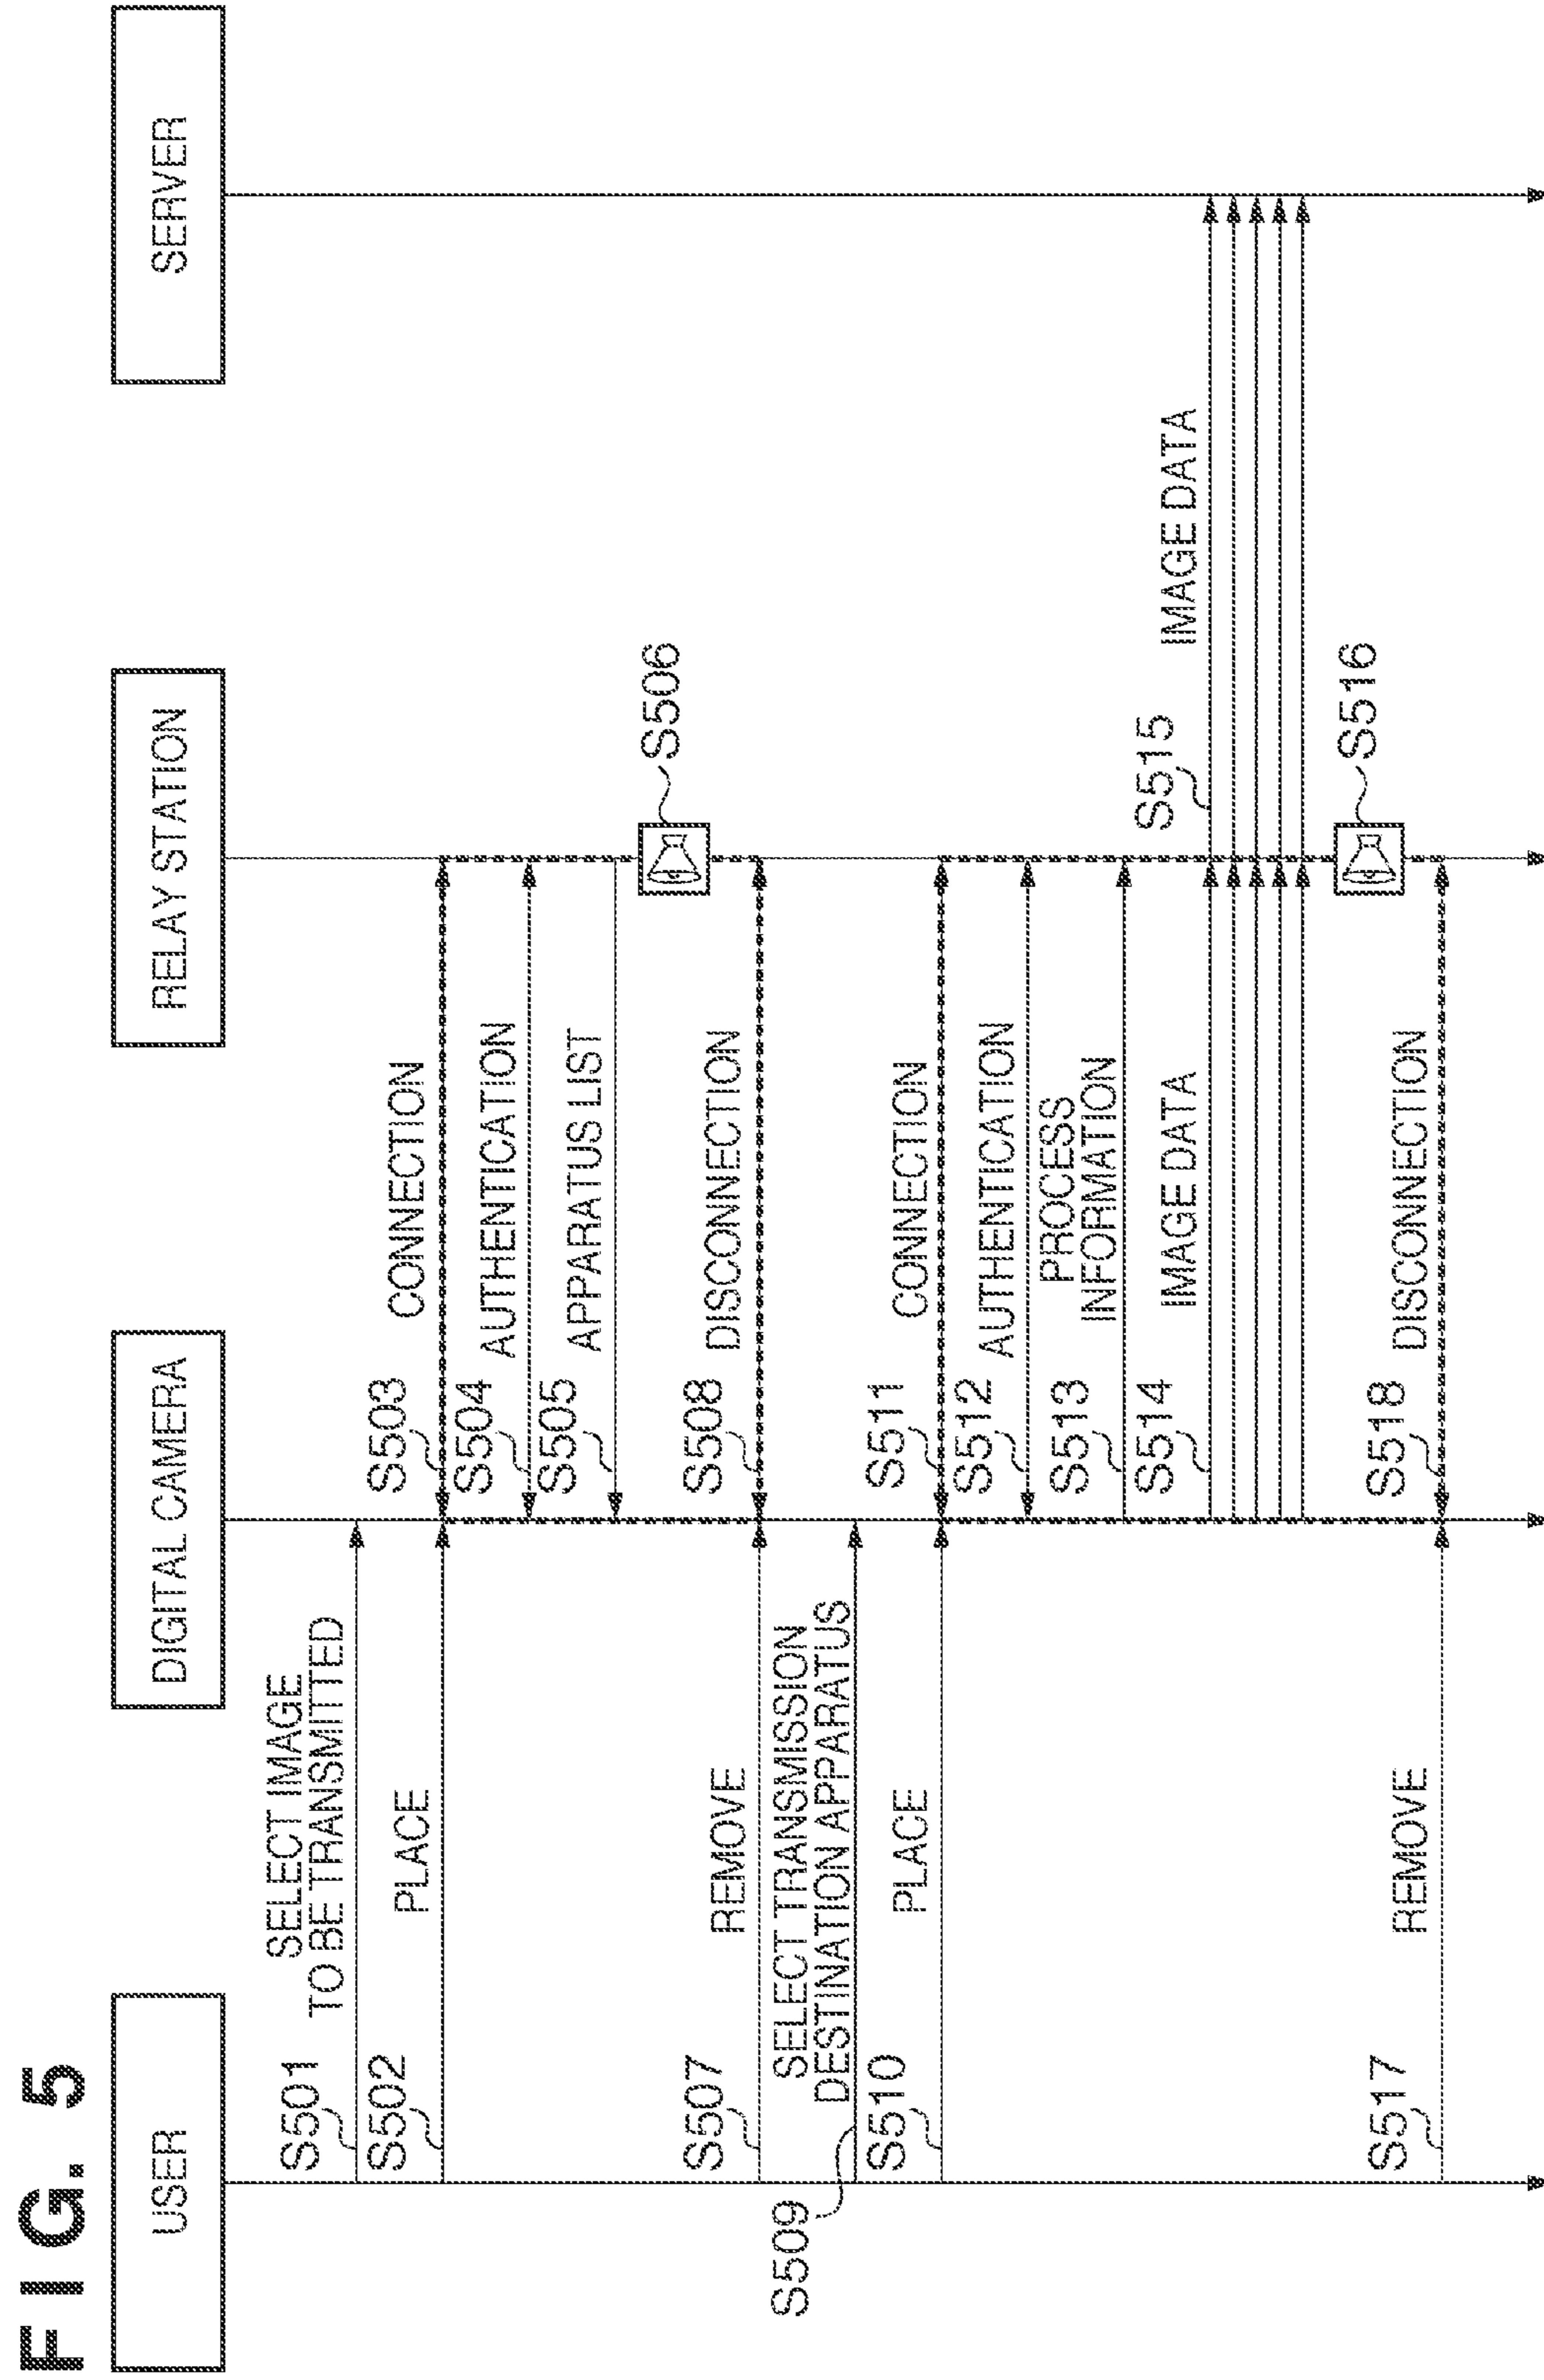 FIG. 5
USER
DIGITAL CAMERA
RELAY STATION
SERVER
S501
SELECT IMAGE
TO BE TRANSMITTED
S502
PLACE
S503
CONNECTION
S504
AUTHENTICATION
S505
APPARATUS LIST
S506
S507
REMOVE
S508
DISCONNECTION
S509
SELECT TRANSMISSION
DESTINATION APPARATUS
S510
PLACE
S511
CONNECTION
S512
AUTHENTICATION
S513
PROCESS
INFORMATION
S514
IMAGE DATA
S515
IMAGE DATA
S516
S517
REMOVE
S518
DISCONNECTION